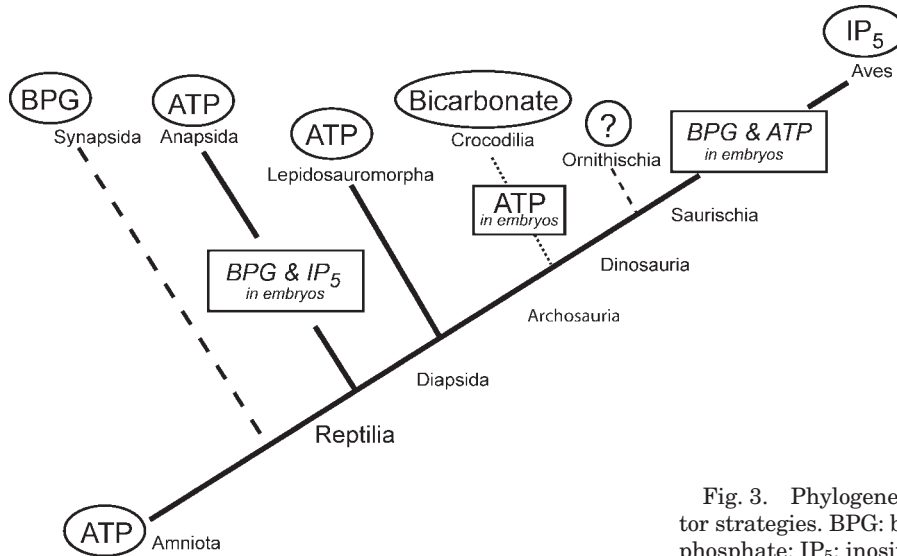 IP5
Aves
BPG
Synapsida
ATP
Anapsida
ATP
Lepidosauromorpha
Bicarbonate
Crocodilia
?
Ornithischia
BPG & ATP
in embryos
ATP
in embryos
Saurischia
BPG & IP5
in embryos
Dinosauria
Archosauria
Diapsida
Reptilia
ATP
Amniota
Fig. 3. Phylogene
tor strategies. BPG: b
phosphate; IP5: inosi